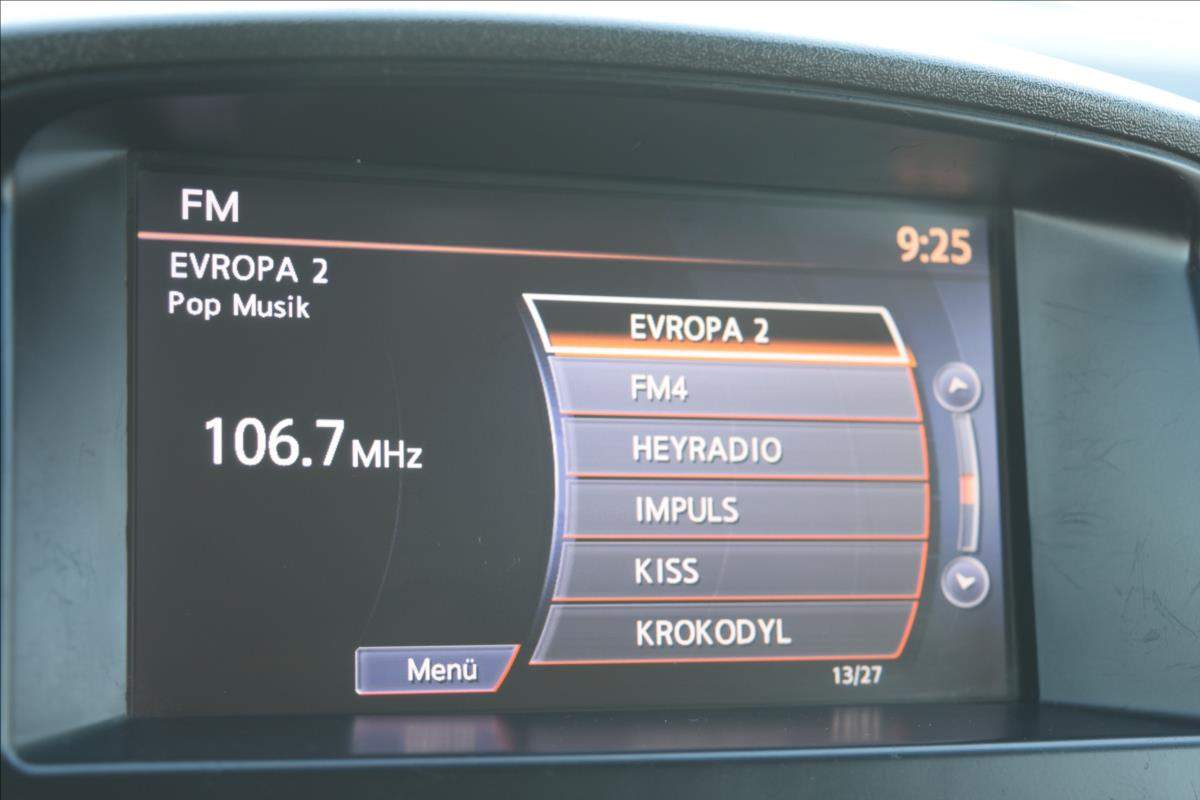 FM
9:25
EVROPA 2
Pop Musik
106.7 MHz
EVROPA 2
FM4
HEYRADIO
IMPULS
KISS
KROKODYL
Menü
13/27